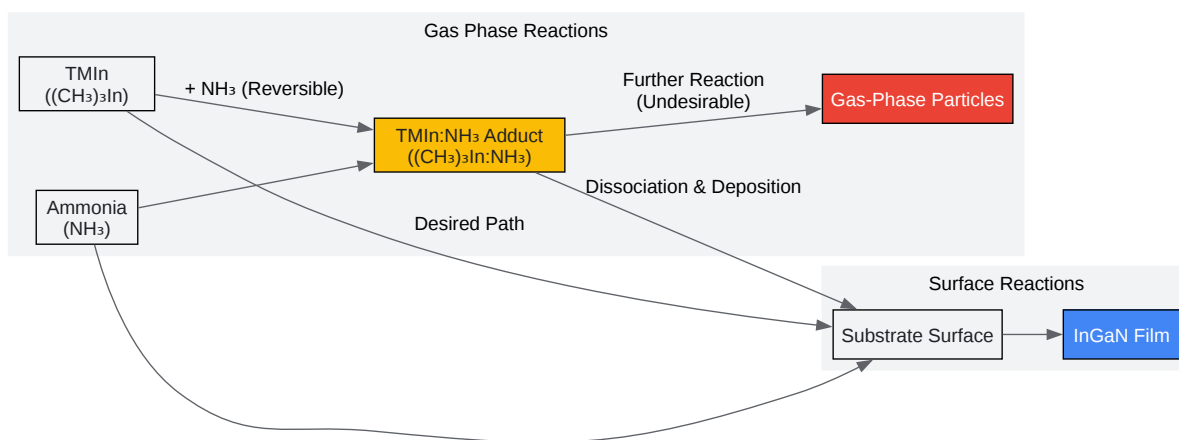 Gas Phase Reactions
TMIn
((CH₃)₃In)
+ NH₃ (Reversible)
Further Reaction
(Undesirable)
Gas-Phase Particles
TMIn:NH₃ Adduct
((CH₃)₃In:NH₃)
Dissociation & Deposition
Ammonia
(NH₃)
Desired Path
Surface Reactions
Substrate Surface
InGaN Film